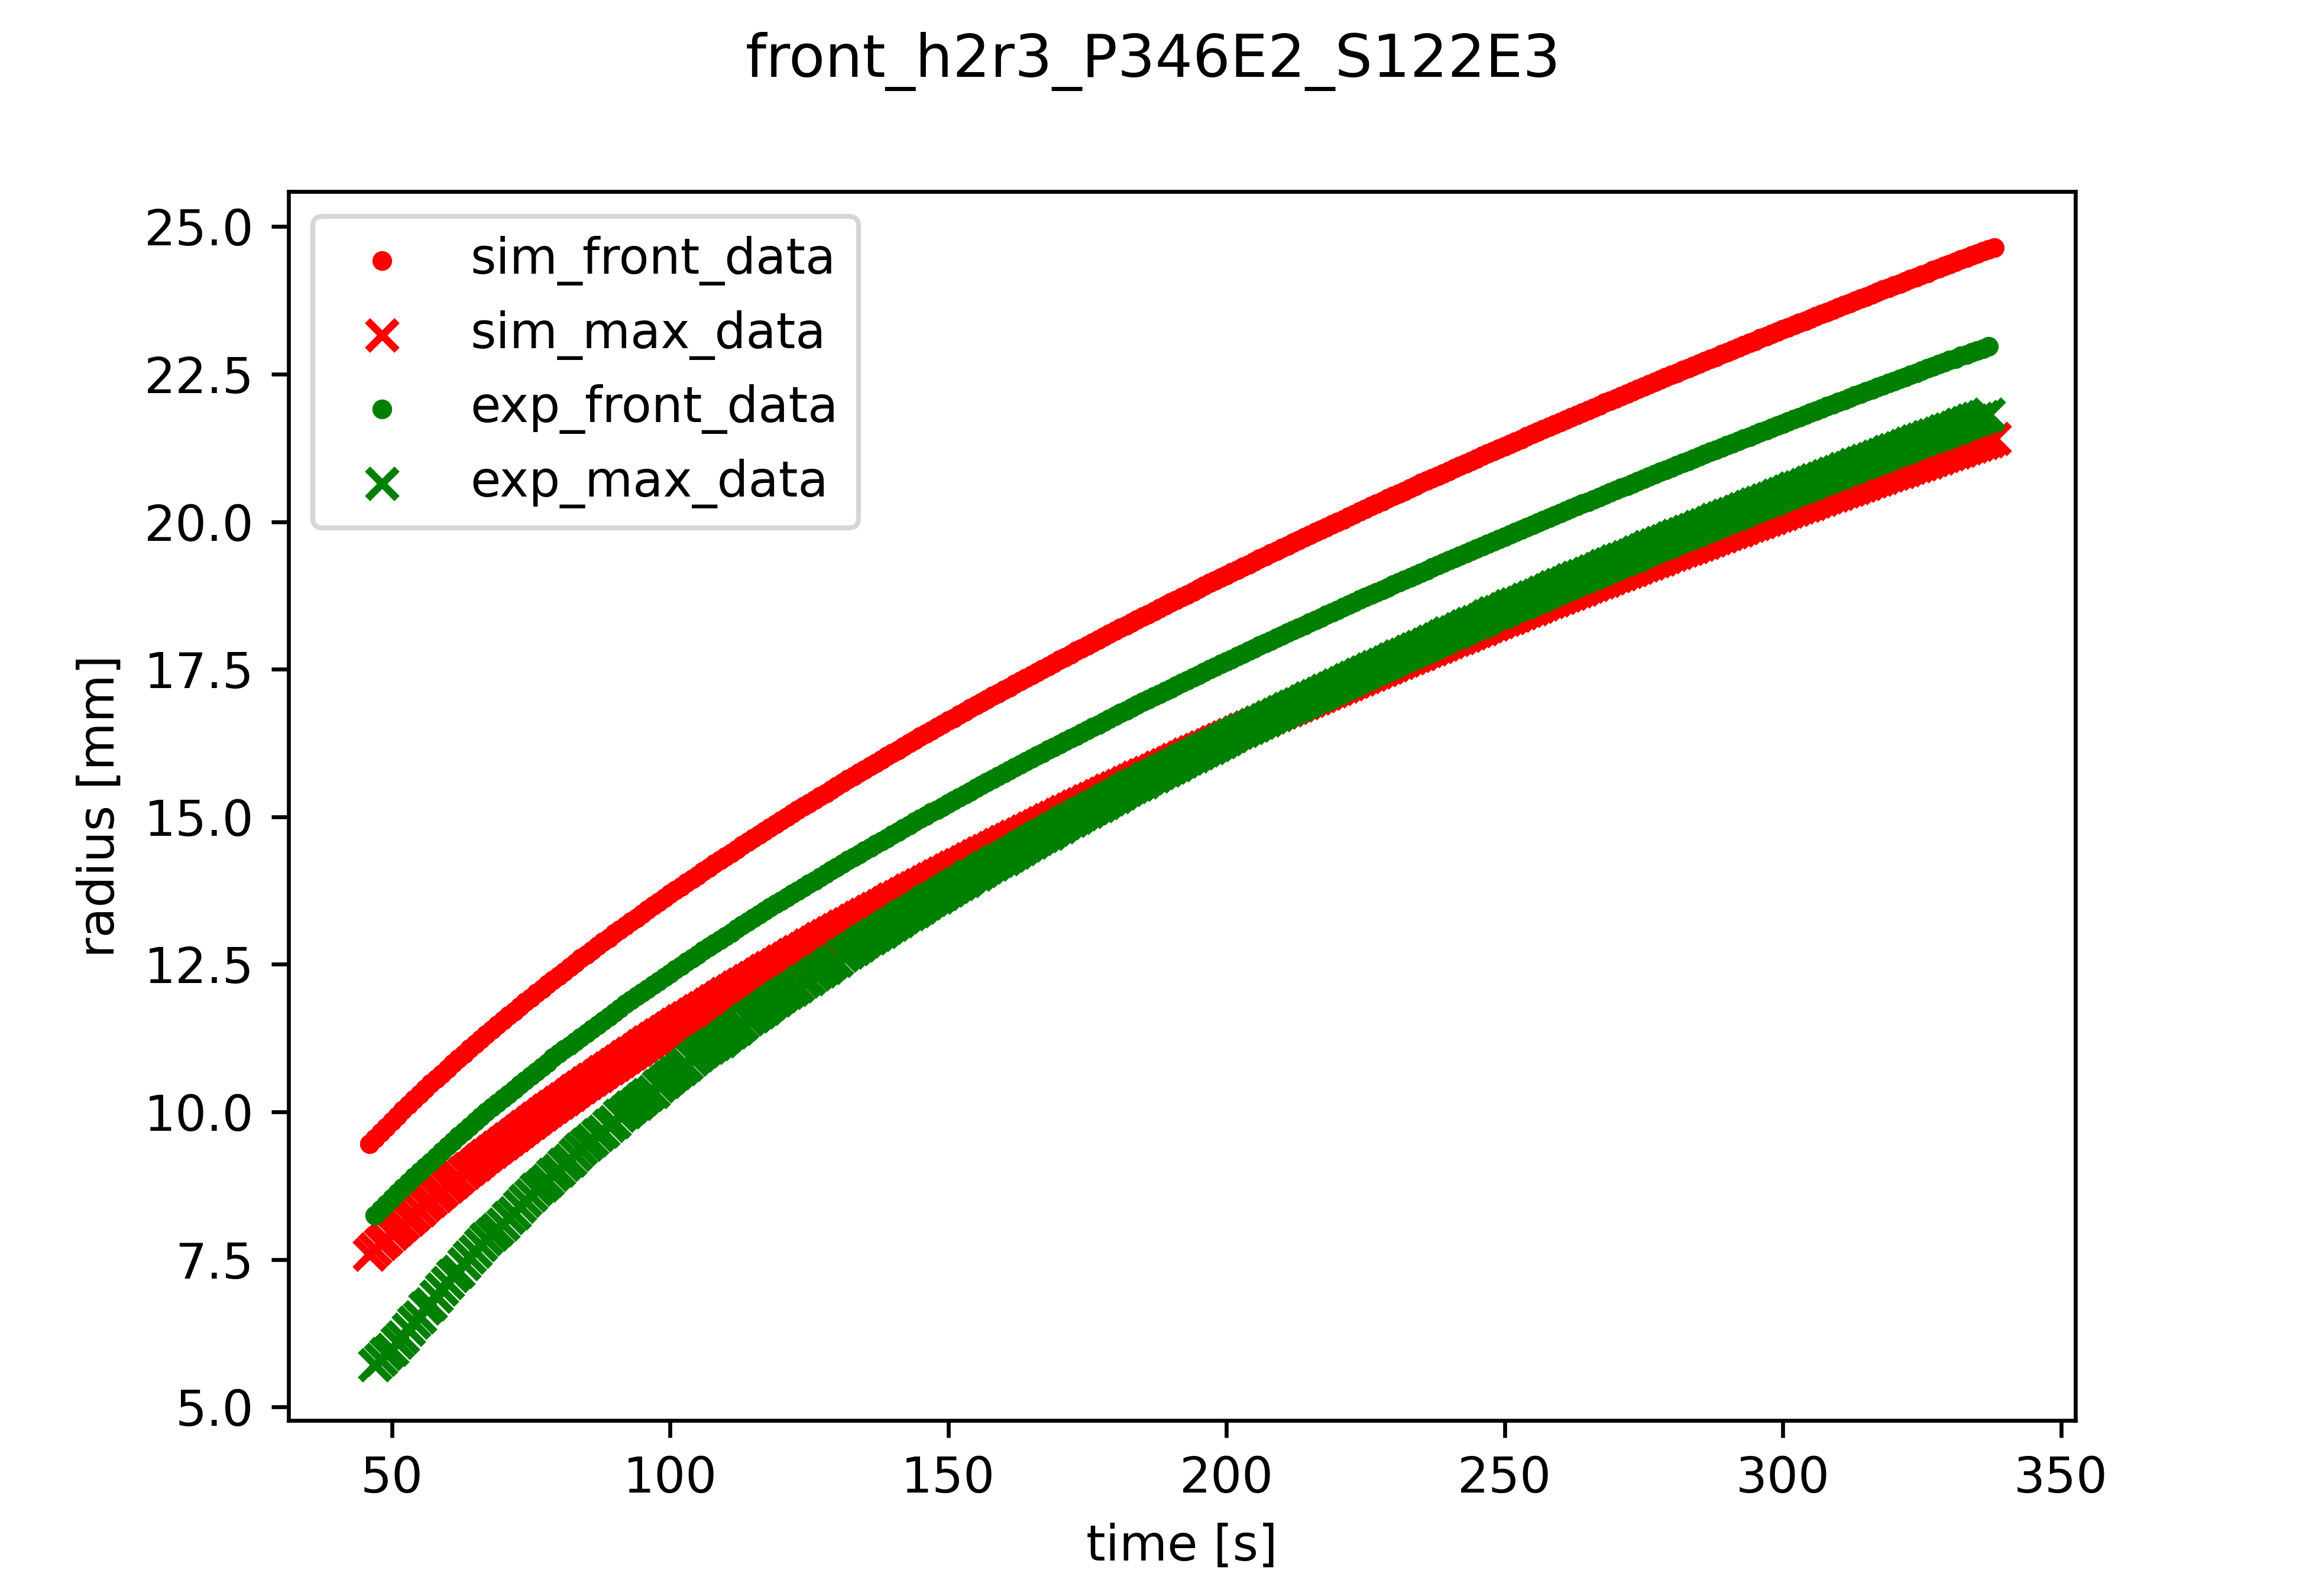 front_h2r3_P346E2_S122E3
sim_front_data
sim_max_data
exp_front_data
exp_max_data
radius [mm]
25.0
22.5
20.0
17.5
15.0
12.5
10.0
7.5
5.0
50 100 150 200 250 300 350
time [s]